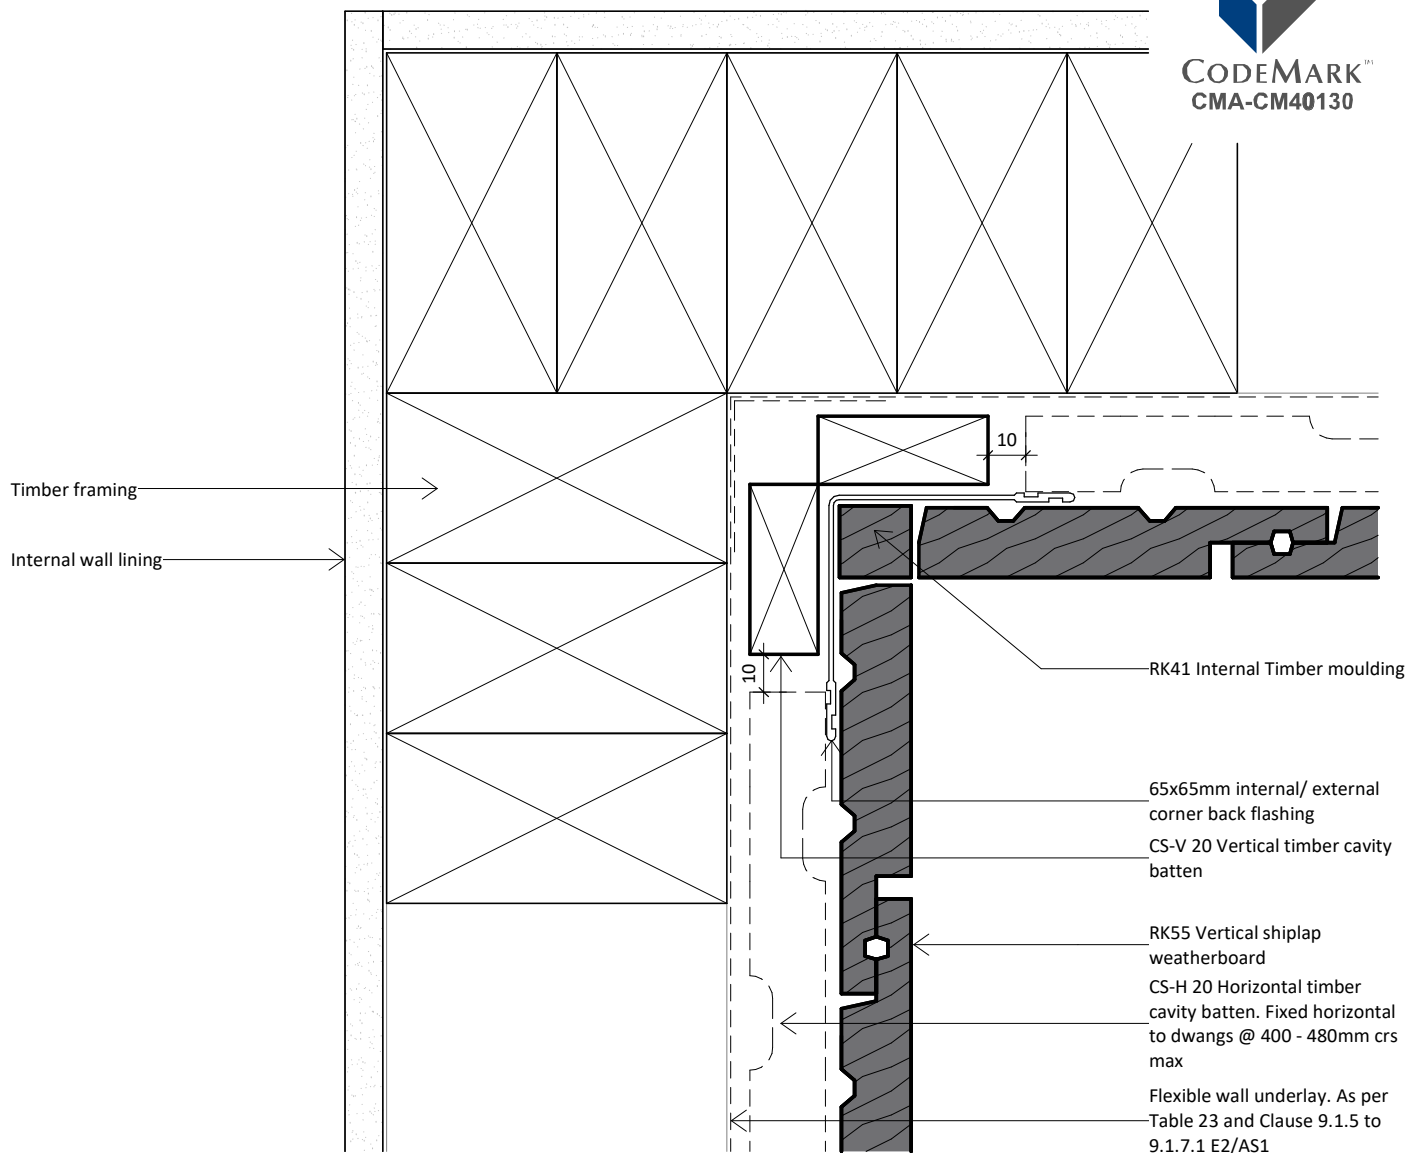 CODEMARK™
CMA-CM40130
10
Timber framing
Internal wall lining
RK41 Internal Timber moulding
10
65x65mm internal/ external
corner back flashing
CS-V 20 Vertical timber cavity
batten
RK55 Vertical shiplap
weatherboard
CS-H 20 Horizontal timber
cavity batten. Fixed horizontal
to dwangs @ 400 - 480mm crs
max
Flexible wall underlay. As per
Table 23 and Clause 9.1.5 to
9.1.7.1 E2/AS1